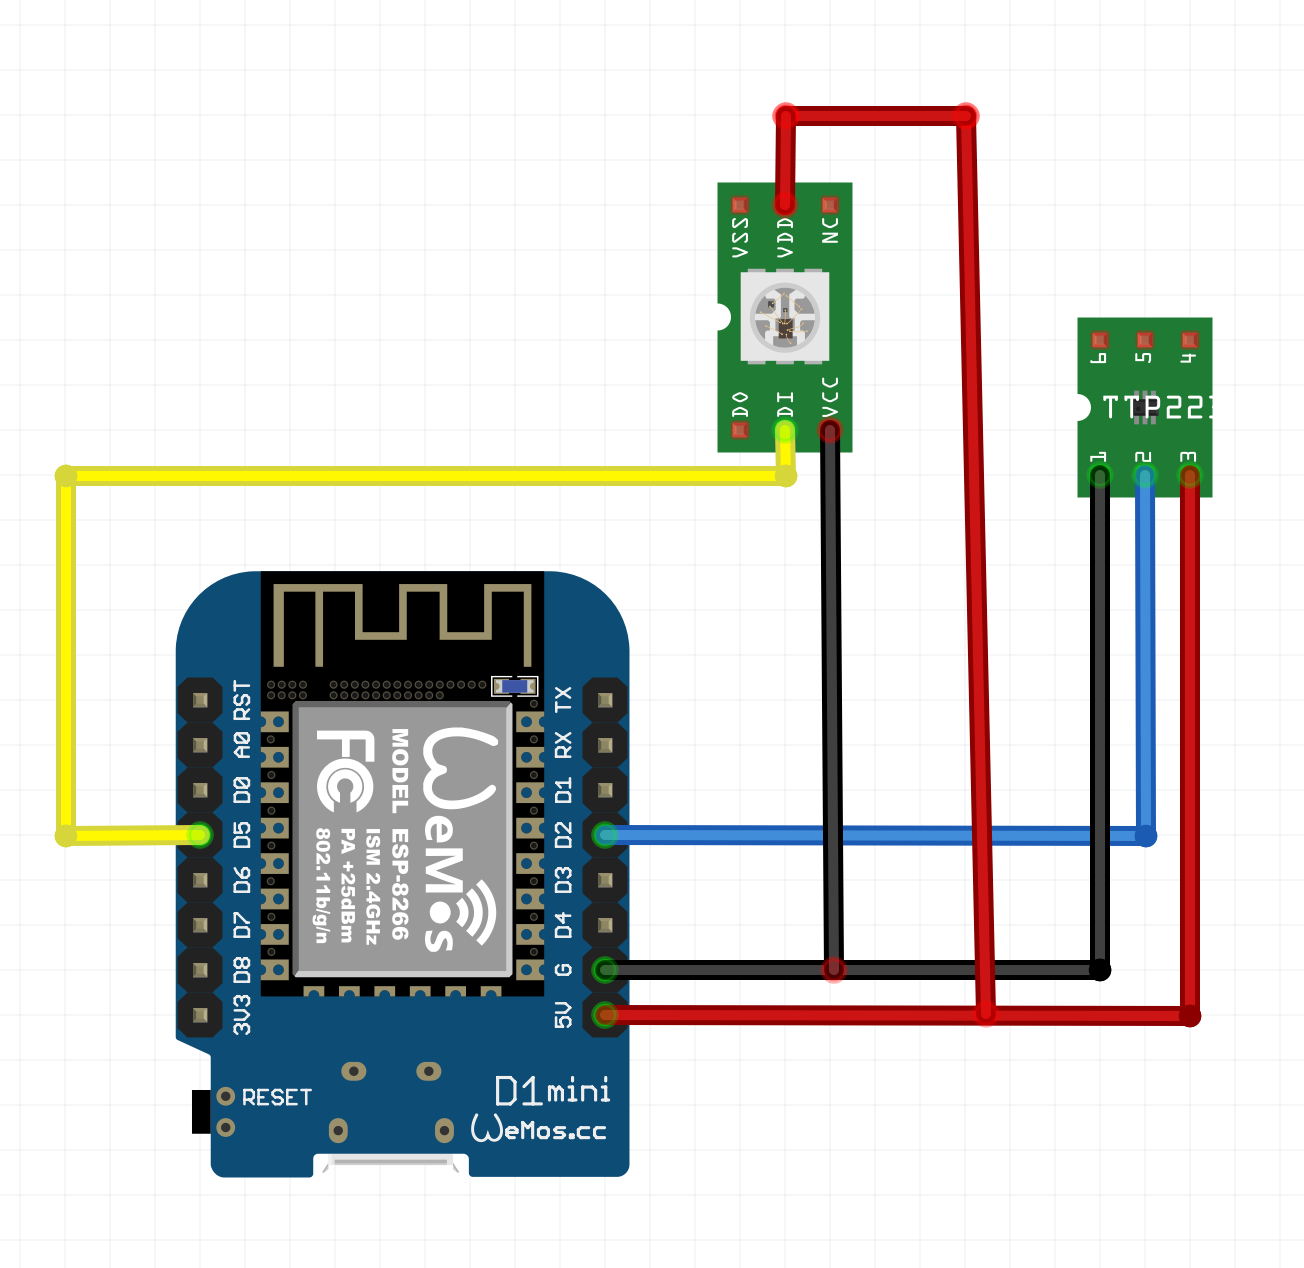 VSS
VDD
NC
DO
DI
VCC
6
5
4
TTP223
1
2
3
RST
A0
D0
D5
D6
D7
D8
3V3
TX
RX
D1
D2
D3
D4
G
5V
WeMos
MODEL ESP-8266
ISM 2.4GHz
PA +25dBm
802.11b/g/n
FC
RESET
D1mini
WeMos.cc